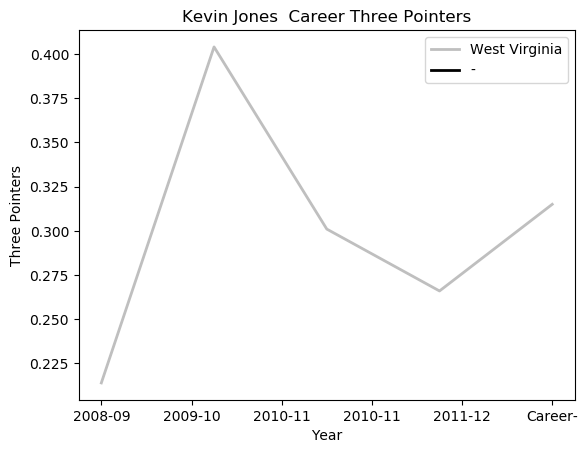 Kevin Jones  Career Three Pointers
West Virginia
-
0.400
0.375
0.350
0.325
0.300
0.275
0.250
0.225
Three Pointers
2008-09 2009-10 2010-11 2010-11 2011-12 Career-
Year